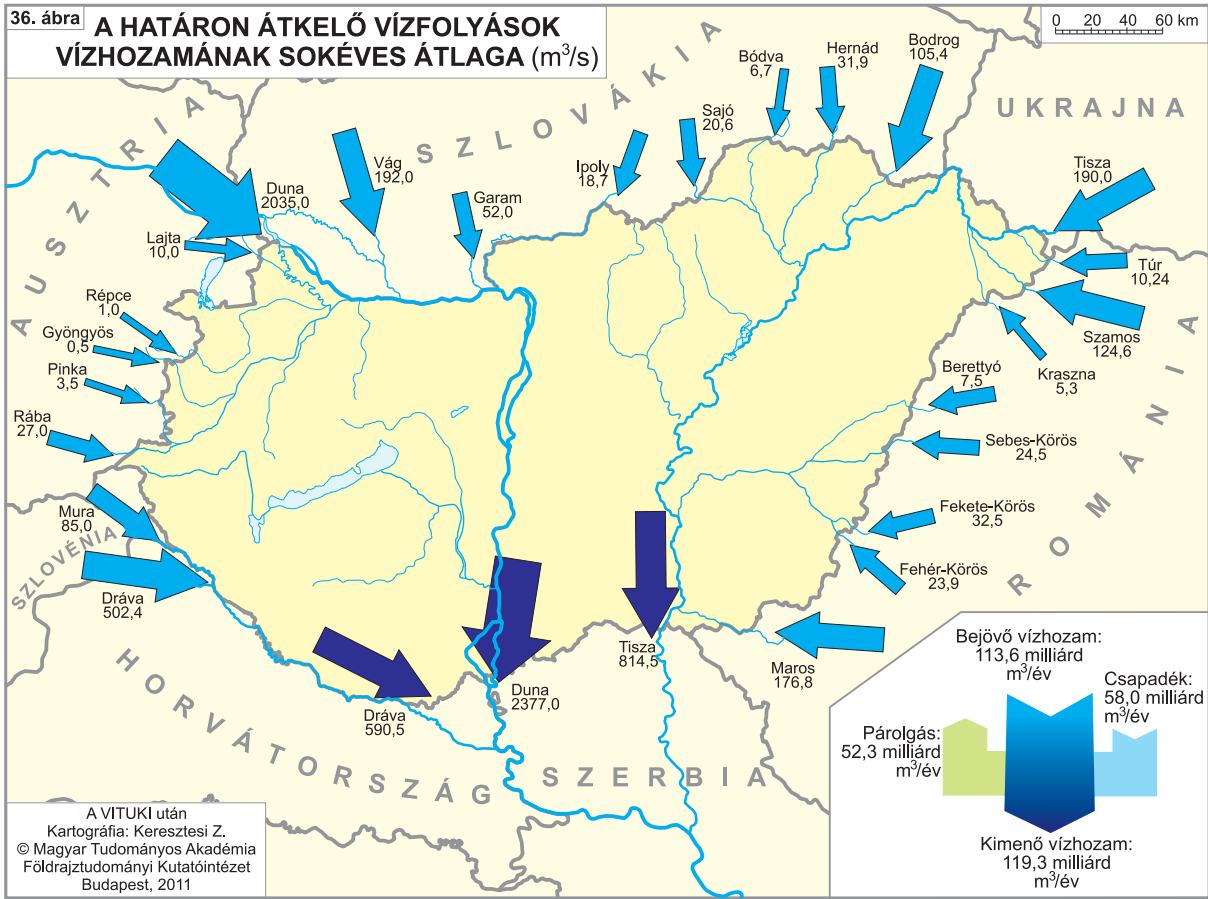 36. ábra
A HATÁRON ÁTKELŐ VÍZFOLYÁSOK
VÍZHOZAMÁNAK SOKÉVES ÁTLAGA (m³/s)
0 20 40 60 km
AUSZTRIA
SZLOVÁKIA
UKRAJNA
ROMÁNIA
SZERBIA
HORVÁTORSZÁG
SZLOVÉNIA
Bódva
6,7
Hernád
31,9
Bodrog
105,4
Sajó
20,6
Ipoly
18,7
Vág
192,0
Garam
52,0
Duna
2035,0
Lajta
10,0
Répce
1,0
Gyöngyös
0,5
Pinka
3,5
Rába
27,0
Mura
85,0
Dráva
502,4
Tisza
190,0
Túr
10,24
Szamos
124,6
Kraszna
5,3
Berettyó
7,5
Sebes-Körös
24,5
Fekete-Körös
32,5
Fehér-Körös
23,9
Maros
176,8
Tisza
814,5
Duna
2377,0
Dráva
590,5
Bejövő vízhozam:
113,6 milliárd
m³/év
Csapadék:
58,0 milliárd
m³/év
Párolgás:
52,3 milliárd
m³/év
Kimenő vízhozam:
119,3 milliárd
m³/év
A VITUKI után
Kartográfia: Keresztesi Z.
© Magyar Tudományos Akadémia
Földrajztudományi Kutatóintézet
Budapest, 2011